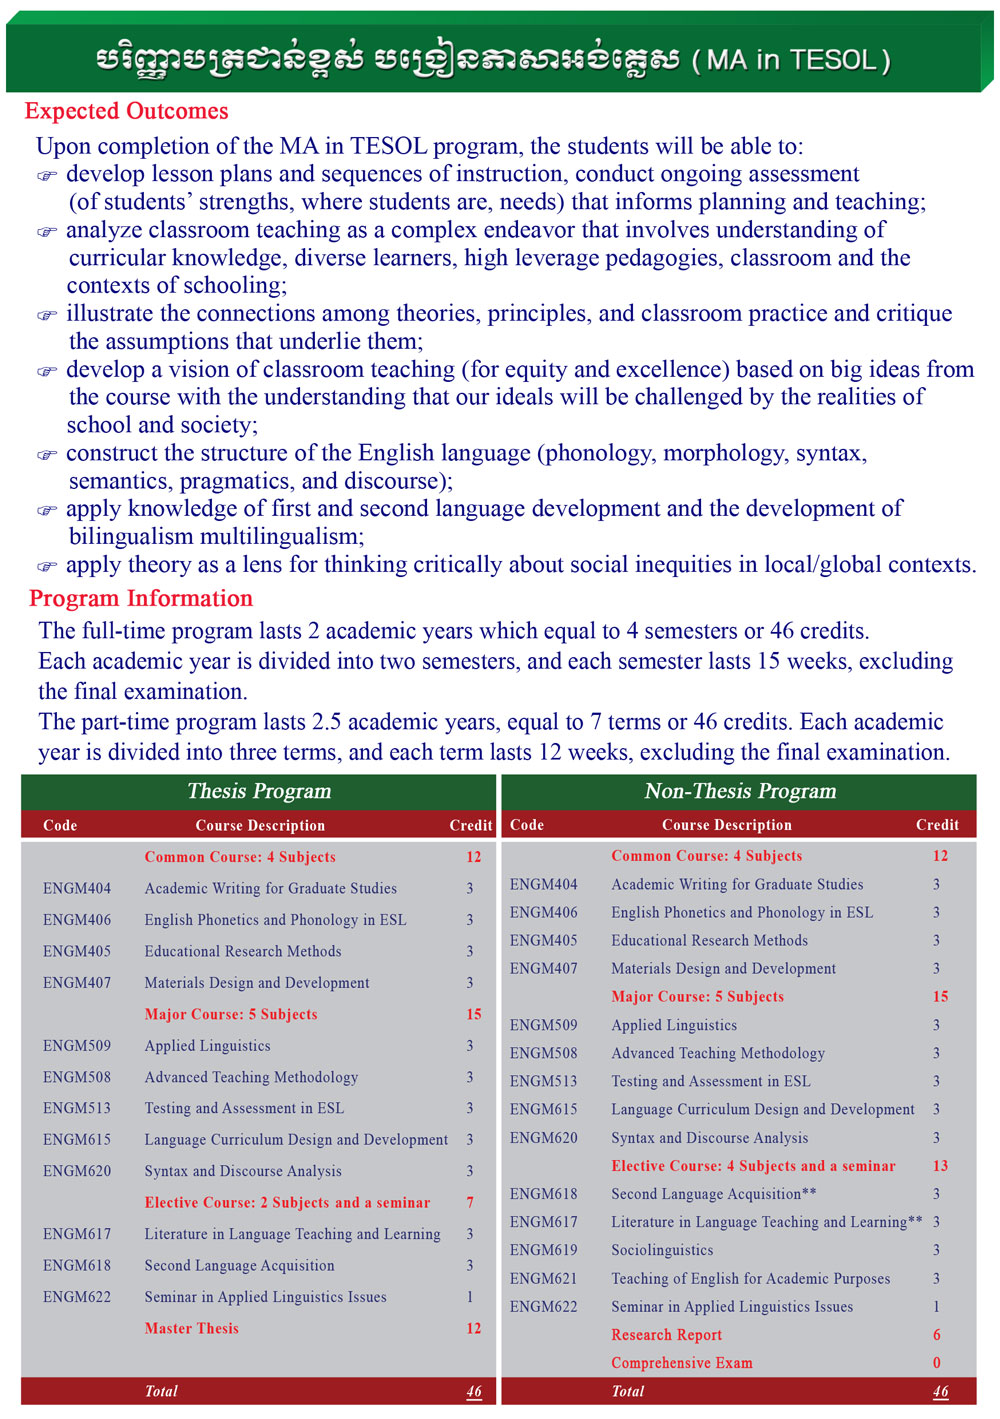 បរិញ្ញាបត្រជាន់ខ្ពស់ បង្រៀនភាសាអង់គ្លេស (MA in TESOL)
Expected Outcomes
Upon completion of the MA in TESOL program, the students will be able to:
☞ develop lesson plans and sequences of instruction, conduct ongoing assessment
(of students’ strengths, where students are, needs) that informs planning and teaching;
☞ analyze classroom teaching as a complex endeavor that involves understanding of
curricular knowledge, diverse learners, high leverage pedagogies, classroom and the
contexts of schooling;
☞ illustrate the connections among theories, principles, and classroom practice and critique
the assumptions that underlie them;
☞ develop a vision of classroom teaching (for equity and excellence) based on big ideas from
the course with the understanding that our ideals will be challenged by the realities of
school and society;
☞ construct the structure of the English language (phonology, morphology, syntax,
semantics, pragmatics, and discourse);
☞ apply knowledge of first and second language development and the development of
bilingualism multilingualism;
☞ apply theory as a lens for thinking critically about social inequities in local/global contexts.
Program Information
The full-time program lasts 2 academic years which equal to 4 semesters or 46 credits.
Each academic year is divided into two semesters, and each semester lasts 15 weeks, excluding
the final examination.
The part-time program lasts 2.5 academic years, equal to 7 terms or 46 credits. Each academic
year is divided into three terms, and each term lasts 12 weeks, excluding the final examination.
Thesis Program
Code Course Description Credit
Common Course: 4 Subjects 12
ENGM404 Academic Writing for Graduate Studies 3
ENGM406 English Phonetics and Phonology in ESL 3
ENGM405 Educational Research Methods 3
ENGM407 Materials Design and Development 3
Major Course: 5 Subjects 15
ENGM509 Applied Linguistics 3
ENGM508 Advanced Teaching Methodology 3
ENGM513 Testing and Assessment in ESL 3
ENGM615 Language Curriculum Design and Development 3
ENGM620 Syntax and Discourse Analysis 3
Elective Course: 2 Subjects and a seminar 7
ENGM617 Literature in Language Teaching and Learning 3
ENGM618 Second Language Acquisition 3
ENGM622 Seminar in Applied Linguistics Issues 1
Master Thesis 12
Total 46
Non-Thesis Program
Code Course Description Credit
Common Course: 4 Subjects 12
ENGM404 Academic Writing for Graduate Studies 3
ENGM406 English Phonetics and Phonology in ESL 3
ENGM405 Educational Research Methods 3
ENGM407 Materials Design and Development 3
Major Course: 5 Subjects 15
ENGM509 Applied Linguistics 3
ENGM508 Advanced Teaching Methodology 3
ENGM513 Testing and Assessment in ESL 3
ENGM615 Language Curriculum Design and Development 3
ENGM620 Syntax and Discourse Analysis 3
Elective Course: 4 Subjects and a seminar 13
ENGM618 Second Language Acquisition** 3
ENGM617 Literature in Language Teaching and Learning** 3
ENGM619 Sociolinguistics 3
ENGM621 Teaching of English for Academic Purposes 3
ENGM622 Seminar in Applied Linguistics Issues 1
Research Report 6
Comprehensive Exam 0
Total 46